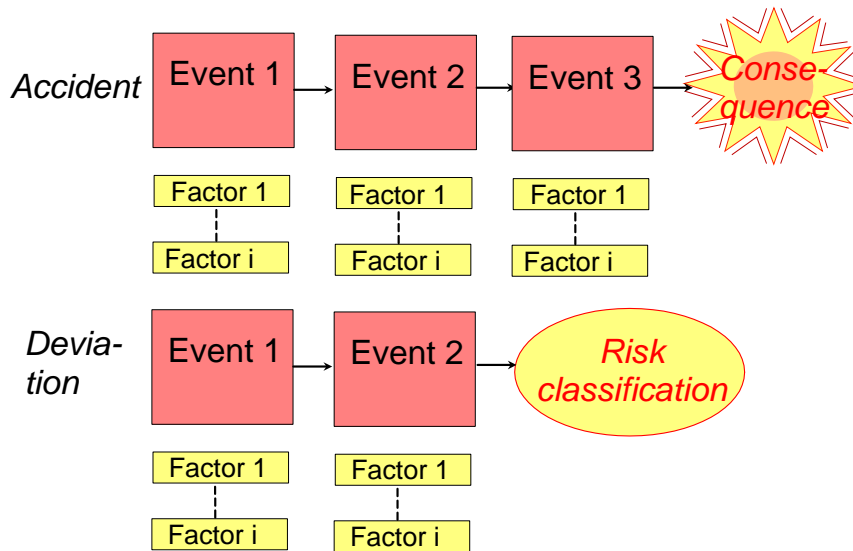 Accident
Event 1
Event 2
Event 3
Conse-
quence
Factor 1
Factor 1
Factor 1
Factor i
Factor i
Factor i
Devia-
tion
Event 1
Event 2
Risk
classification
Factor 1
Factor 1
Factor i
Factor i